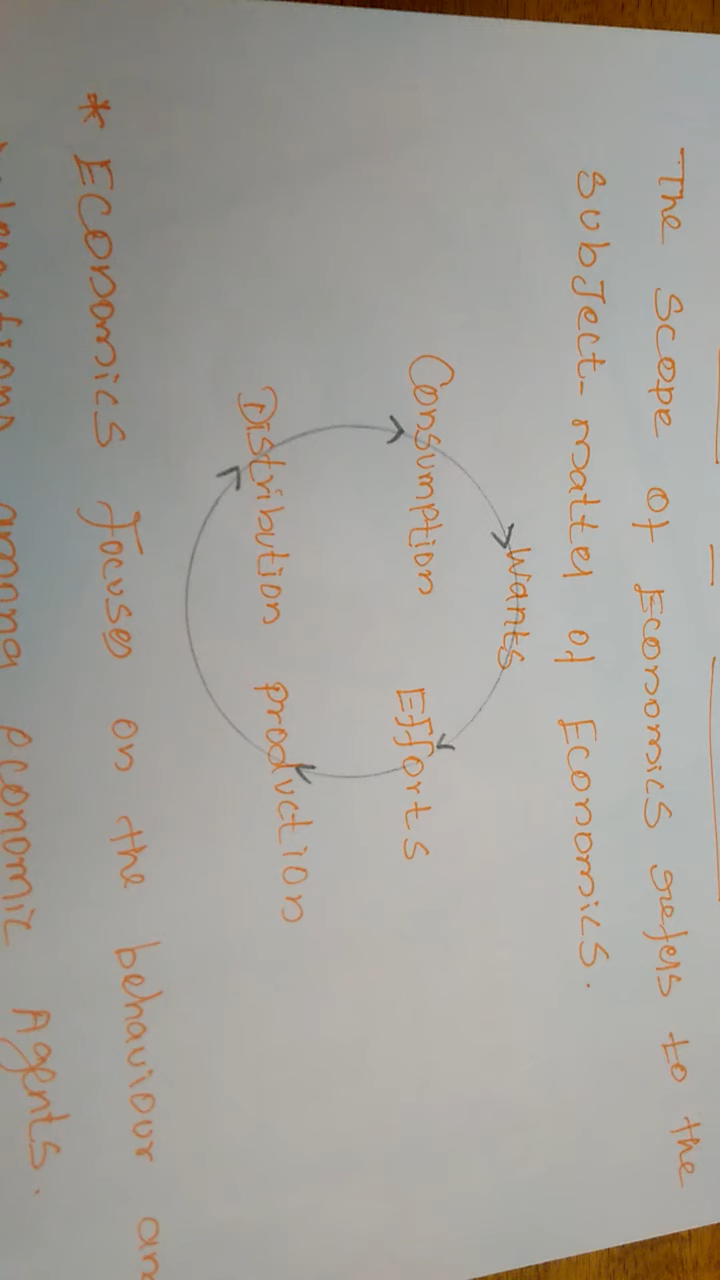 The scope of Economics refers to the
subject-matter of Economics.
Wants
Consumption Efforts
Distribution production
* Economics focuses on the behaviour an
among economic Agents.